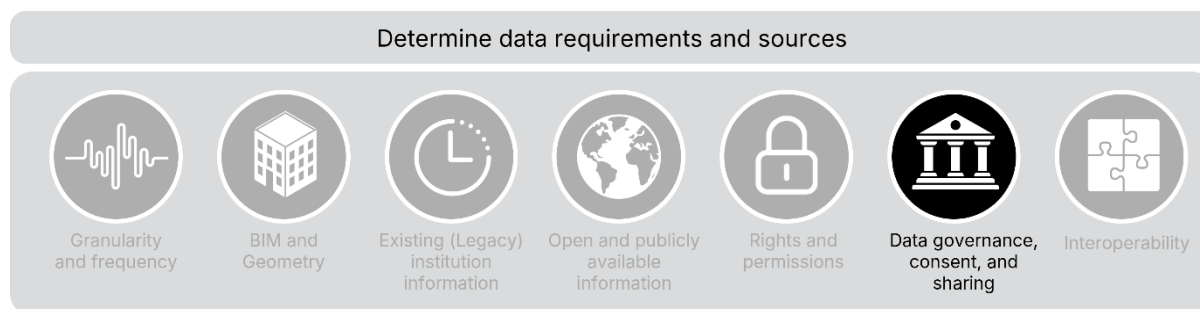 Determine data requirements and sources
Granularity
and frequency
BIM and
Geometry
Existing (Legacy)
institution
information
Open and publicly
available
information
Rights and
permissions
Data governance,
consent, and
sharing
Interoperability